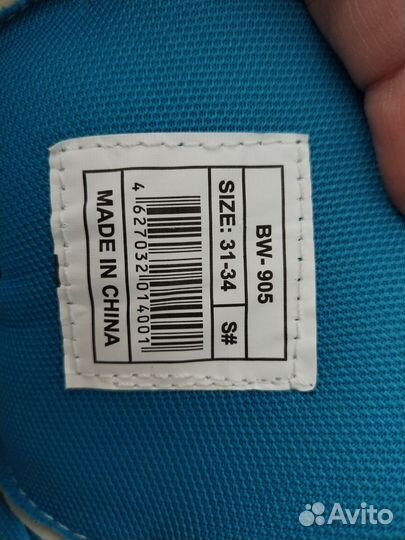 BW- 905
SIZE: 31-34 S#
4 627032 014001
MADE IN CHINA
Avito